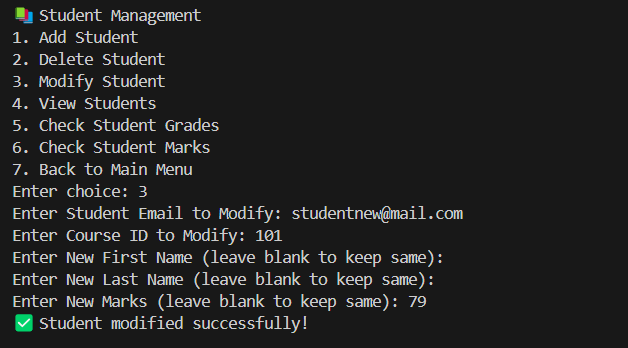 📚 Student Management
1. Add Student
2. Delete Student
3. Modify Student
4. View Students
5. Check Student Grades
6. Check Student Marks
7. Back to Main Menu
Enter choice: 3
Enter Student Email to Modify: studentnew@mail.com
Enter Course ID to Modify: 101
Enter New First Name (leave blank to keep same):
Enter New Last Name (leave blank to keep same):
Enter New Marks (leave blank to keep same): 79
✅ Student modified successfully!